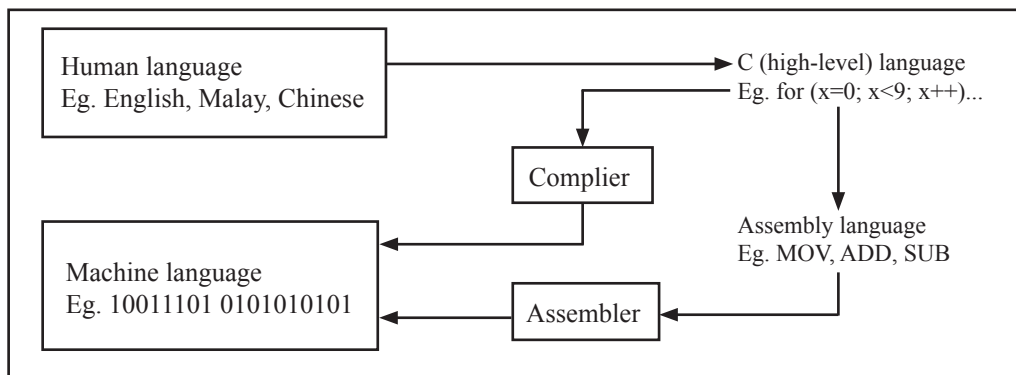 Human language
Eg. English, Malay, Chinese
C (high-level) language
Eg. for (x=0; x<9; x++)...
Complier
Assembly language
Eg. MOV, ADD, SUB
Machine language
Eg. 10011101 0101010101
Assembler